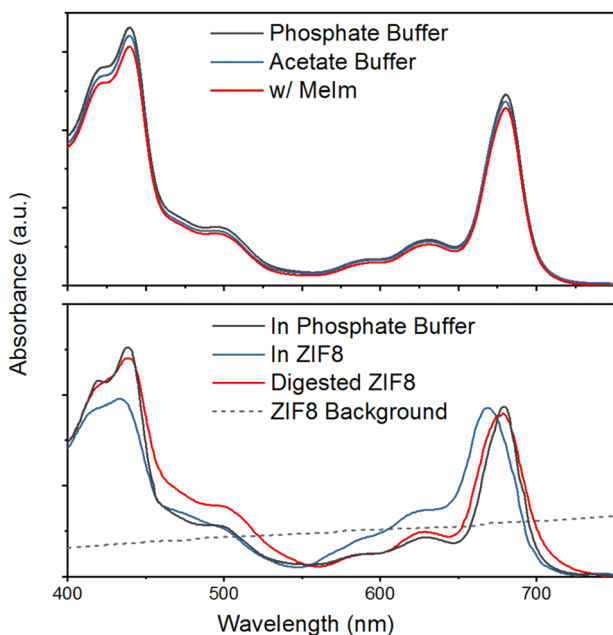 Phosphate Buffer
Acetate Buffer
w/ MeIm
Absorbance (a.u.)
In Phosphate Buffer
In ZIF8
Digested ZIF8
ZIF8 Background
400 500 600 700
Wavelength (nm)